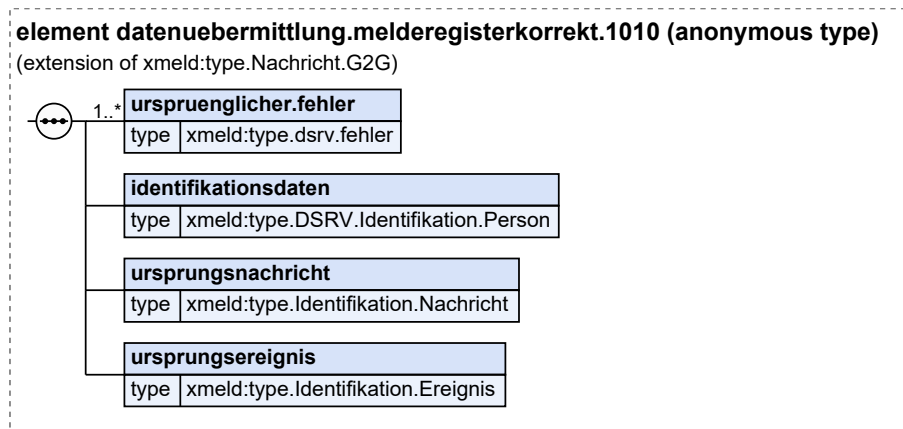 element datenuebermittlung.melderegisterkorrekt.1010 (anonymous type)
(extension of xmeld:type.Nachricht.G2G)
1..* urspruenglicher.fehler
type xmeld:type.dsrv.fehler
identifikationsdaten
type xmeld:type.DSRV.Identifikation.Person
ursprungsnachricht
type xmeld:type.Identifikation.Nachricht
ursprungsereignis
type xmeld:type.Identifikation.Ereignis